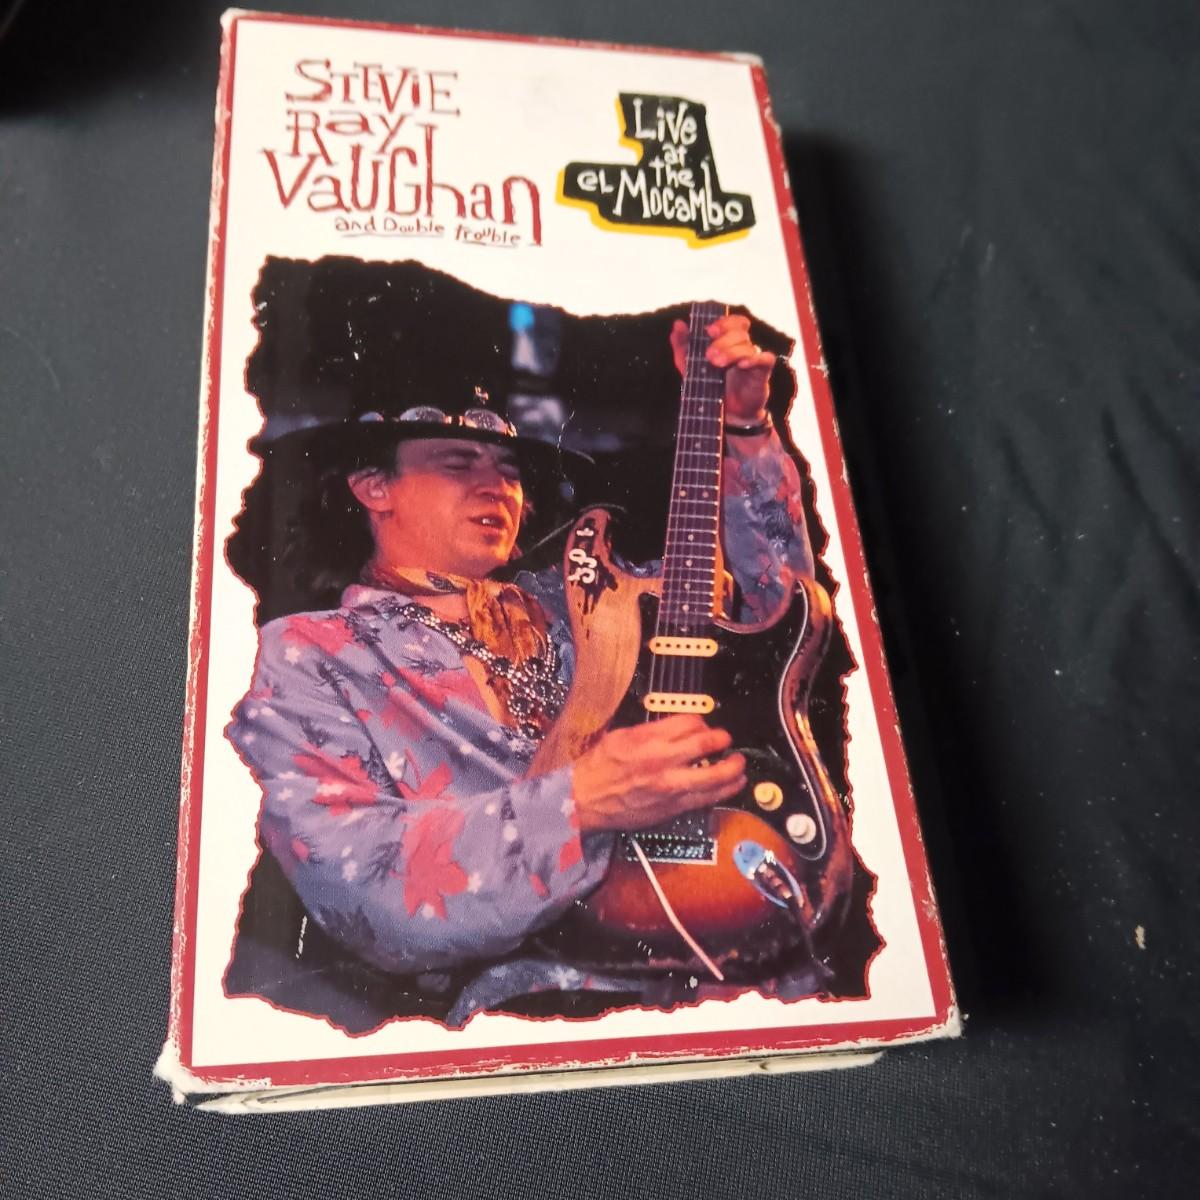 STEVIE
Ray
VaUGhan
and Double trouble
LiVe
at
the
eL MOCaMbO